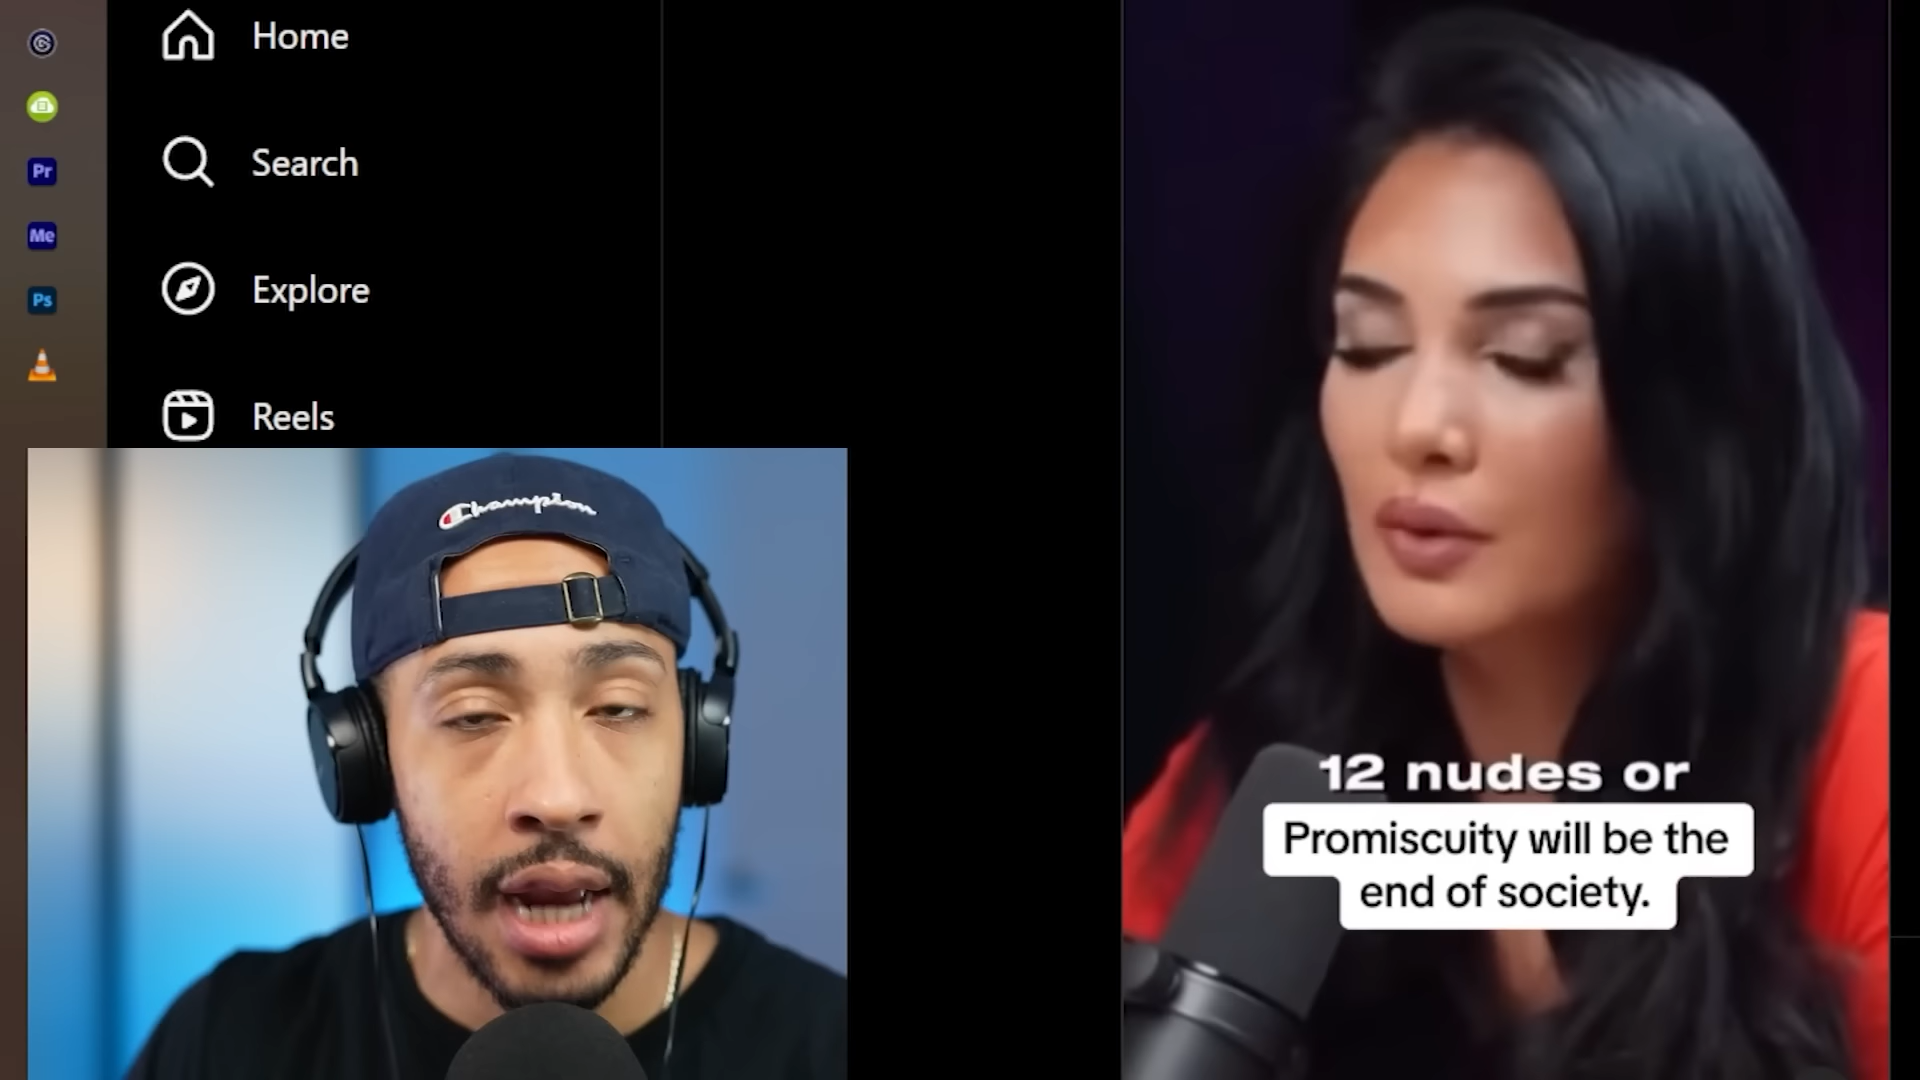 Pr
Me
Ps
Home
Search
Explore
Reels
Champion
12 nudes or
Promiscuity will be the
end of society.